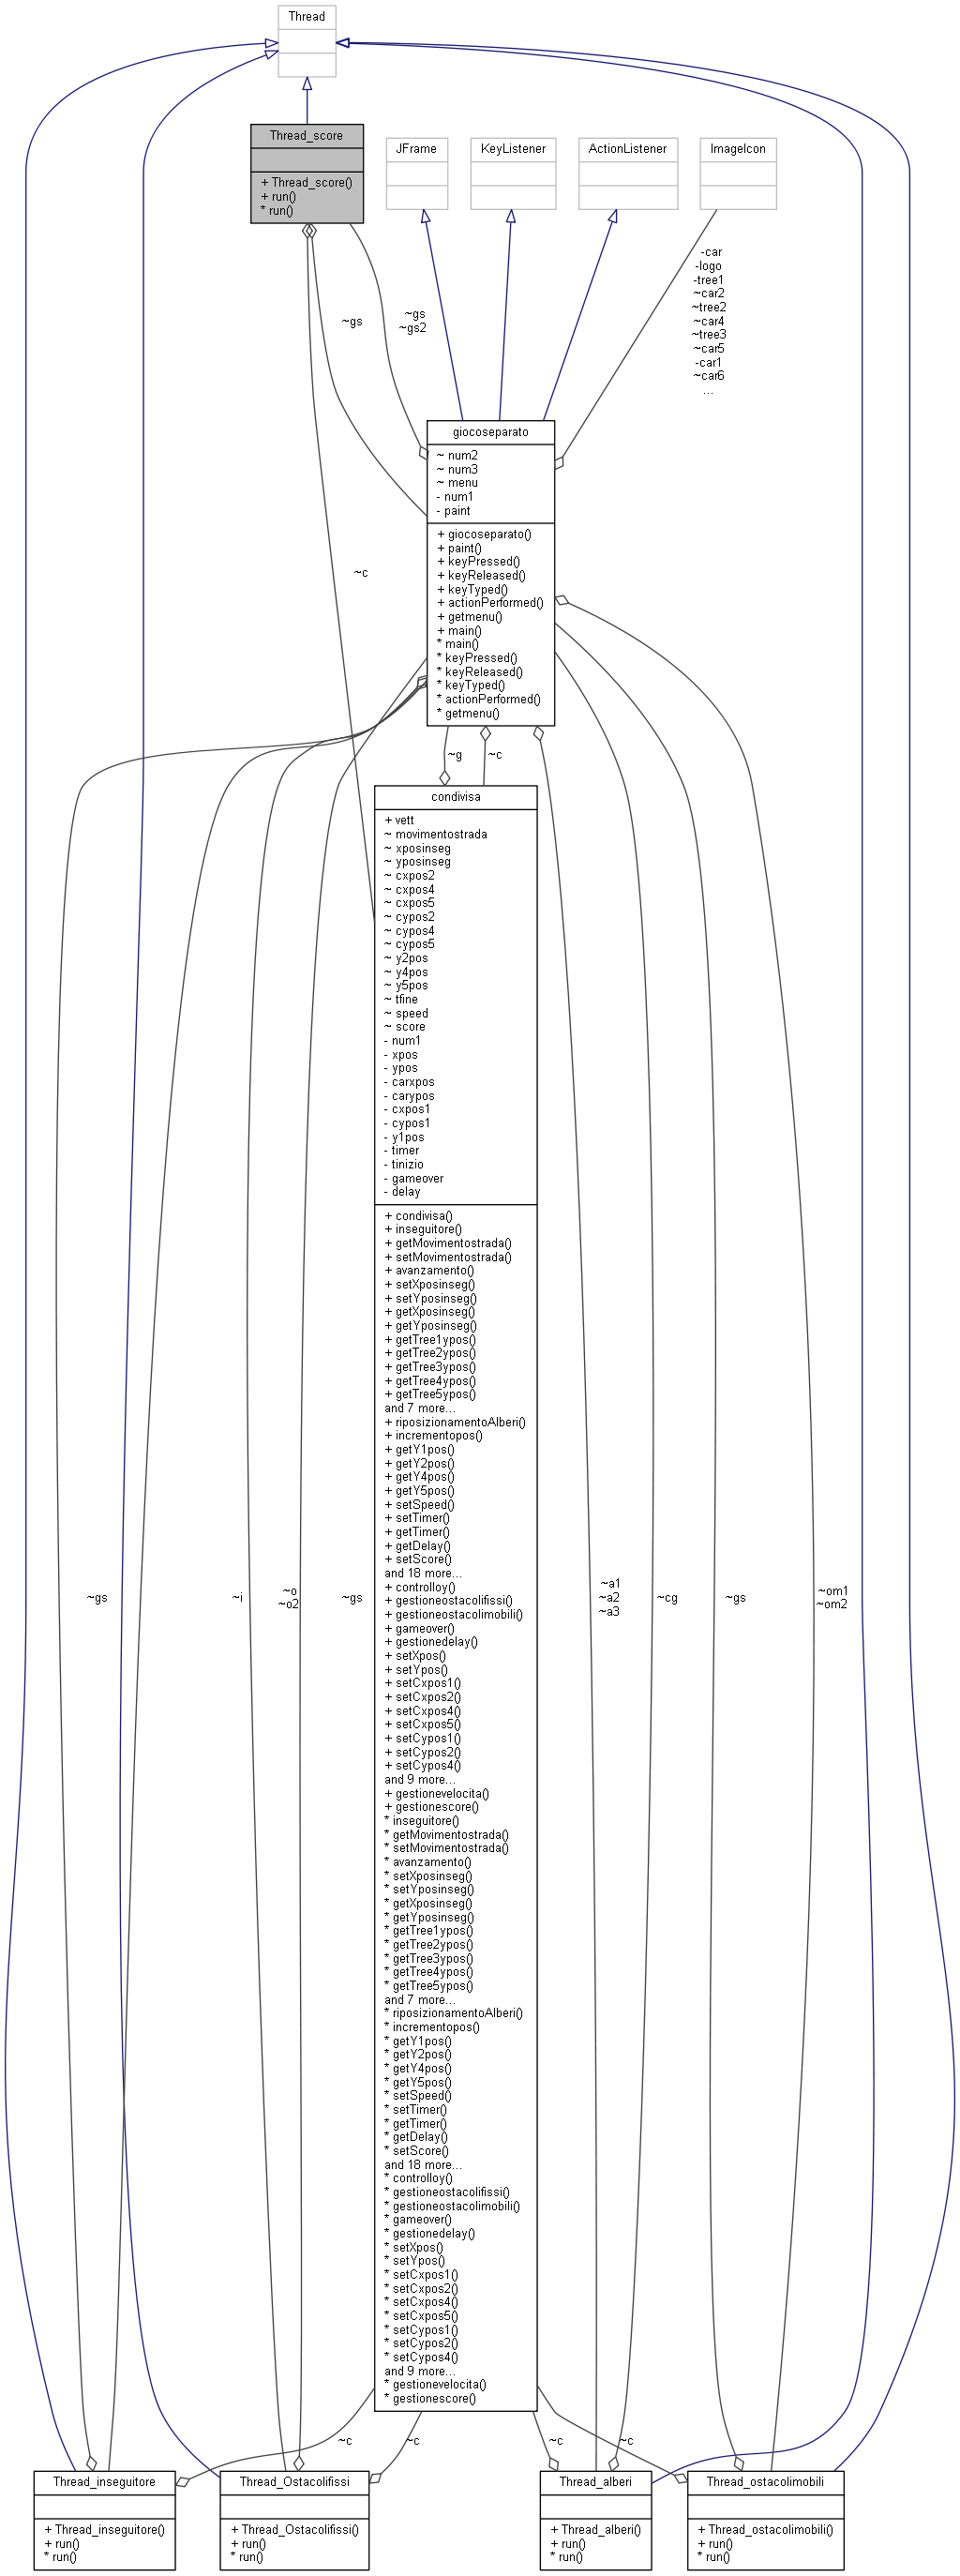 Thread
Thread_score
+ Thread_score()
+ run()
* run()
JFrame
KeyListener
ActionListener
ImageIcon
-car
-logo
-tree1
~car2
~tree2
~car4
~tree3
~car5
-car1
~car6
...
~gs
~gs
~gs2
~c
giocoseparato
~ num2
~ num3
~ menu
- num1
- paint
+ giocoseparato()
+ paint()
+ keyPressed()
+ keyReleased()
+ keyTyped()
+ actionPerformed()
+ getmenu()
+ main()
* main()
* keyPressed()
* keyReleased()
* keyTyped()
* actionPerformed()
* getmenu()
~g
~c
condivisa
+ vett
~ movimentostrada
~ xposinseg
~ yposinseg
~ cxpos2
~ cxpos4
~ cxpos5
~ cypos2
~ cypos4
~ cypos5
~ y2pos
~ y4pos
~ y5pos
~ tfine
~ speed
~ score
- num1
- xpos
- ypos
- carxpos
- carypos
- cxpos1
- cypos1
- y1pos
- timer
- tinizio
- gameover
- delay
+ condivisa()
+ inseguitore()
+ getMovimentostrada()
+ setMovimentostrada()
+ avanzamento()
+ setXposinseg()
+ setYposinseg()
+ getXposinseg()
+ getYposinseg()
+ getTree1ypos()
+ getTree2ypos()
+ getTree3ypos()
+ getTree4ypos()
+ getTree5ypos()
and 7 more...
+ riposizionamentoAlberi()
+ incrementopos()
+ getY1pos()
+ getY2pos()
+ getY4pos()
+ getY5pos()
+ setSpeed()
+ setTimer()
+ getTimer()
+ getDelay()
+ setScore()
and 18 more...
+ controlloy()
+ gestioneostacolifissi()
+ gestioneostacolimobili()
+ gameover()
+ gestionedelay()
+ setXpos()
+ setYpos()
+ setCxpos1()
+ setCxpos2()
+ setCxpos4()
+ setCxpos5()
+ setCypos1()
+ setCypos2()
+ setCypos4()
and 9 more...
+ gestionevelocita()
+ gestionescore()
* inseguitore()
* getMovimentostrada()
* setMovimentostrada()
* avanzamento()
* setXposinseg()
* setYposinseg()
* getXposinseg()
* getYposinseg()
* getTree1ypos()
* getTree2ypos()
* getTree3ypos()
* getTree4ypos()
* getTree5ypos()
and 7 more...
* riposizionamentoAlberi()
* incrementopos()
* getY1pos()
* getY2pos()
* getY4pos()
* getY5pos()
* setSpeed()
* setTimer()
* getTimer()
* getDelay()
* setScore()
and 18 more...
* controlloy()
* gestioneostacolifissi()
* gestioneostacolimobili()
* gameover()
* gestionedelay()
* setXpos()
* setYpos()
* setCxpos1()
* setCxpos2()
* setCxpos4()
* setCxpos5()
* setCypos1()
* setCypos2()
* setCypos4()
and 9 more...
* gestionevelocita()
* gestionescore()
~gs
~i
~o
~o2
~gs
~a1
~a2
~a3
~cg
~gs
~om1
~om2
~c
~c
~c
~c
Thread_inseguitore
+ Thread_inseguitore()
+ run()
* run()
Thread_Ostacolifissi
+ Thread_Ostacolifissi()
+ run()
* run()
Thread_alberi
+ Thread_alberi()
+ run()
* run()
Thread_ostacolimobili
+ Thread_ostacolimobili()
+ run()
* run()